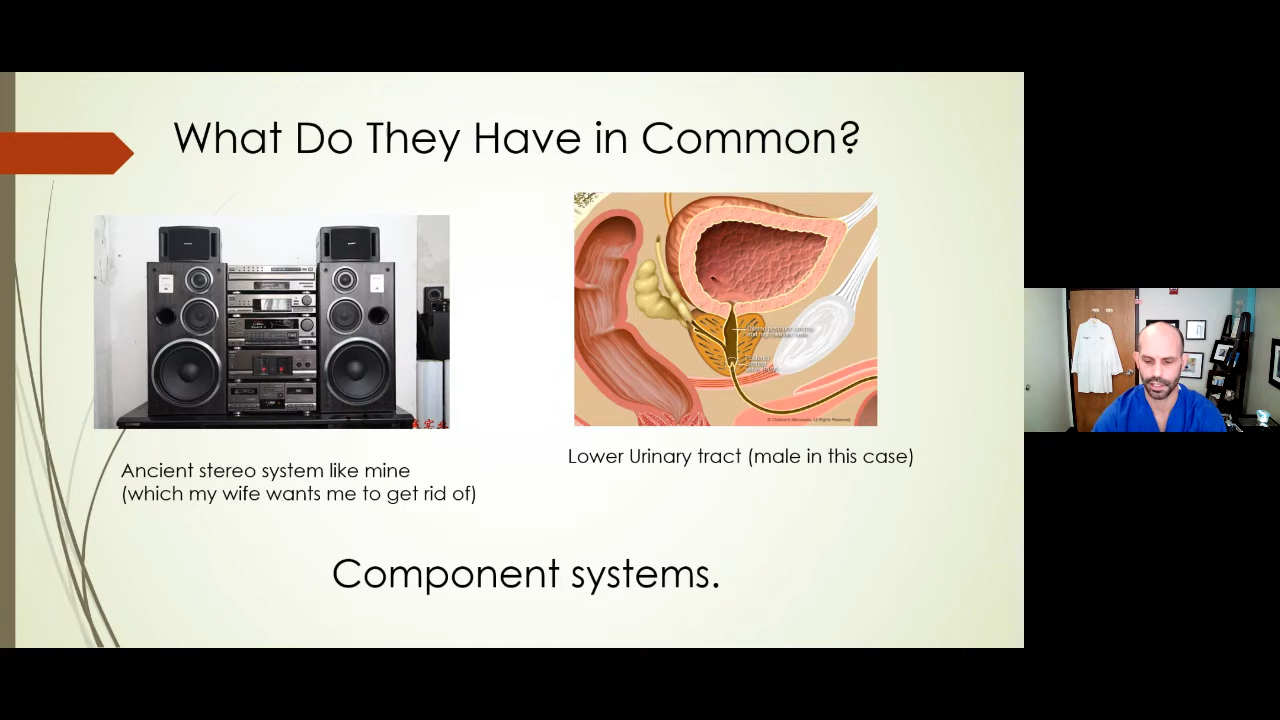 What Do They Have in Common?
Ancient stereo system like mine
(which my wife wants me to get rid of)
Lower Urinary tract (male in this case)
Component systems.